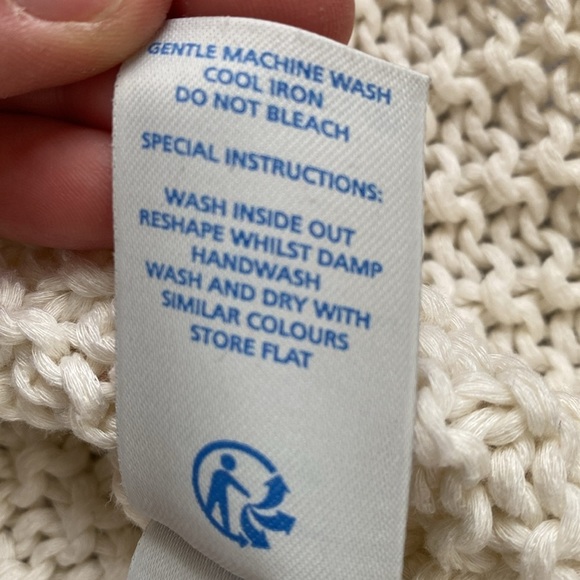 GENTLE MACHINE WASH
COOL IRON
DO NOT BLEACH
SPECIAL INSTRUCTIONS:
WASH INSIDE OUT
RESHAPE WHILST DAMP
HANDWASH
WASH AND DRY WITH
SIMILAR COLOURS
STORE FLAT